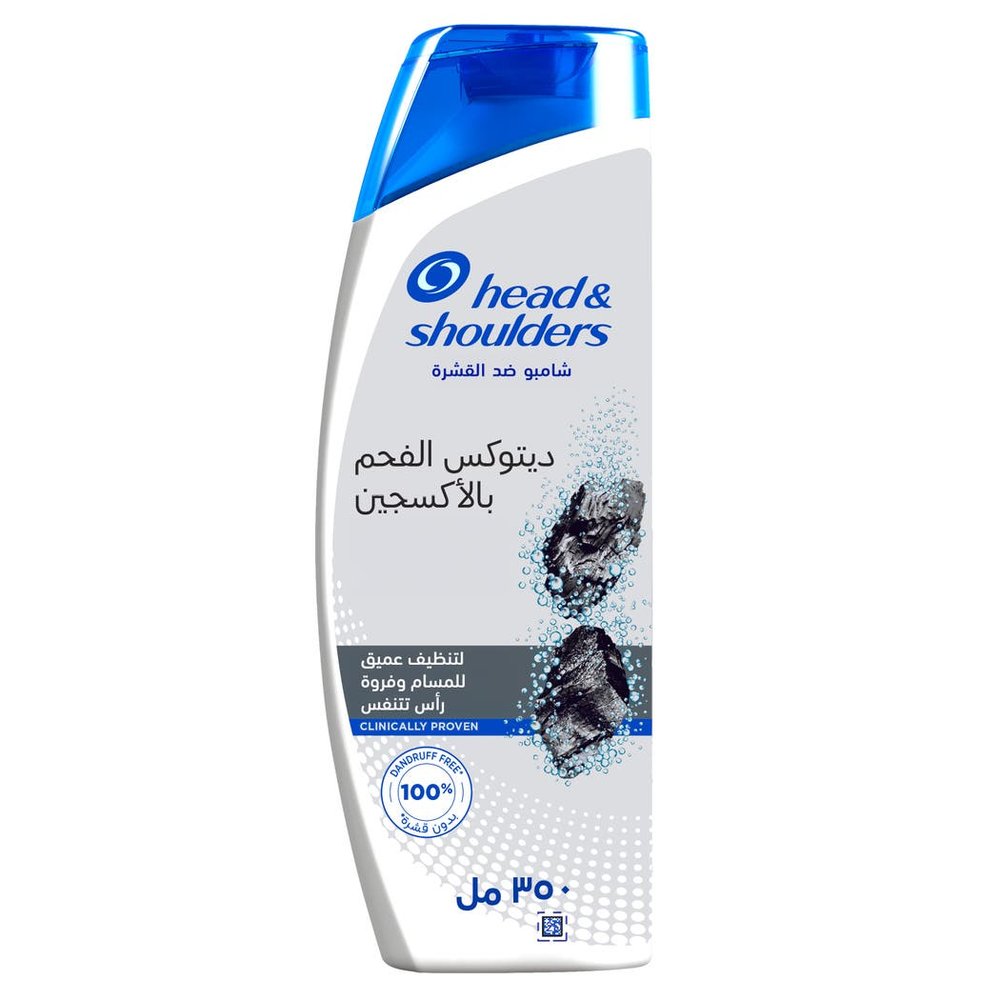 head &
shoulders
شامبو ضد القشرة
ديتوكس الفحم
بالأكسجين
لتنظيف عميق
للمسام وفروة
رأس تتنفس
CLINICALLY PROVEN
DANDRUFF FREE*
100%
بدون قشرة*
٣٥٠ مل